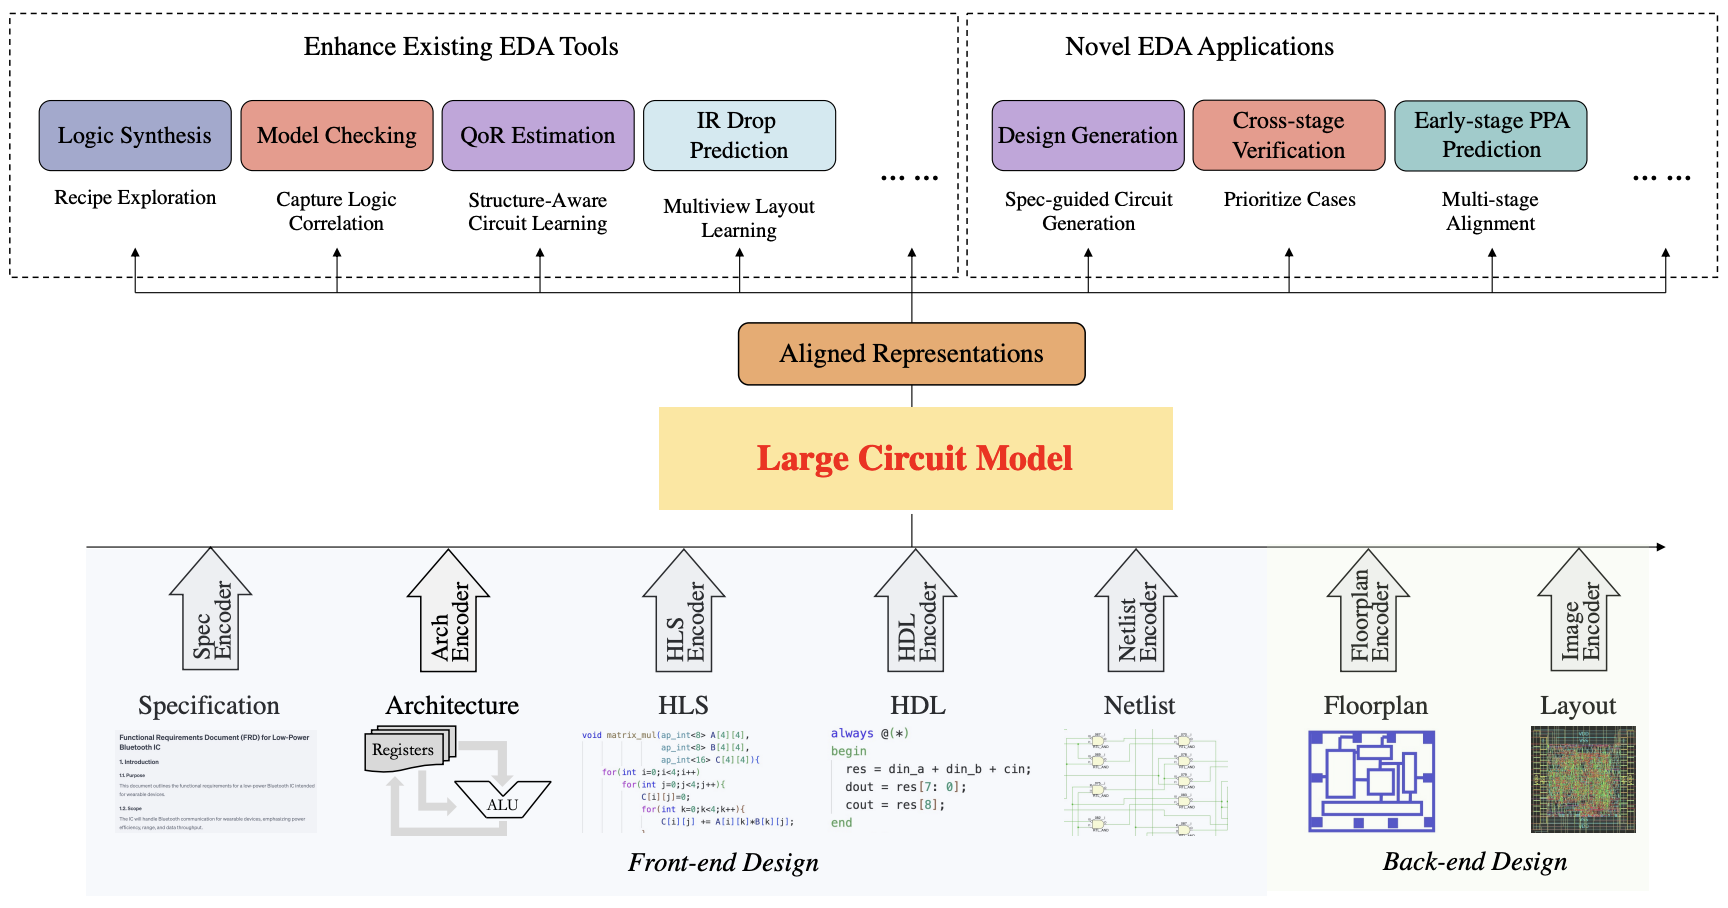 Enhance Existing EDA Tools
Novel EDA Applications
Logic Synthesis
Model Checking
QoR Estimation
IR Drop
Prediction
... ...
Design Generation
Cross-stage
Verification
Early-stage PPA
Prediction
... ...
Recipe Exploration
Capture Logic
Correlation
Structure-Aware
Circuit Learning
Multiview Layout
Learning
Spec-guided Circuit
Generation
Prioritize Cases
Multi-stage
Alignment
Aligned Representations
Large Circuit Model
Spec
Encoder
Arch
Encoder
HLS
Encoder
HDL
Encoder
Netlist
Encoder
Floorplan
Encoder
Image
Encoder
Specification
Architecture
HLS
HDL
Netlist
Floorplan
Layout
Functional Requirements Document (FRD) for Low-Power
Bluetooth IC
1. Introduction
1.1. Purpose
This document outlines the functional requirements for a low-power Bluetooth IC intended
for wearable devices.
1.2. Scope
The IC will handle Bluetooth communication for wearable devices, emphasizing power
efficiency, range, and data throughput.
Registers
ALU
void matrix_mul(ap_int<8> A[4][4],
ap_int<8> B[4][4],
ap_int<16> C[4][4]){
for(int i=0;i<4;i++)
for(int j=0;j<4;j++){
C[i][j]=0;
for(int k=0;k<4;k++){
C[i][j] += A[i][k]*B[k][j];
always @(*)
begin
res = din_a + din_b + cin;
dout = res[7: 0];
cout = res[8];
end
Front-end Design
Back-end Design